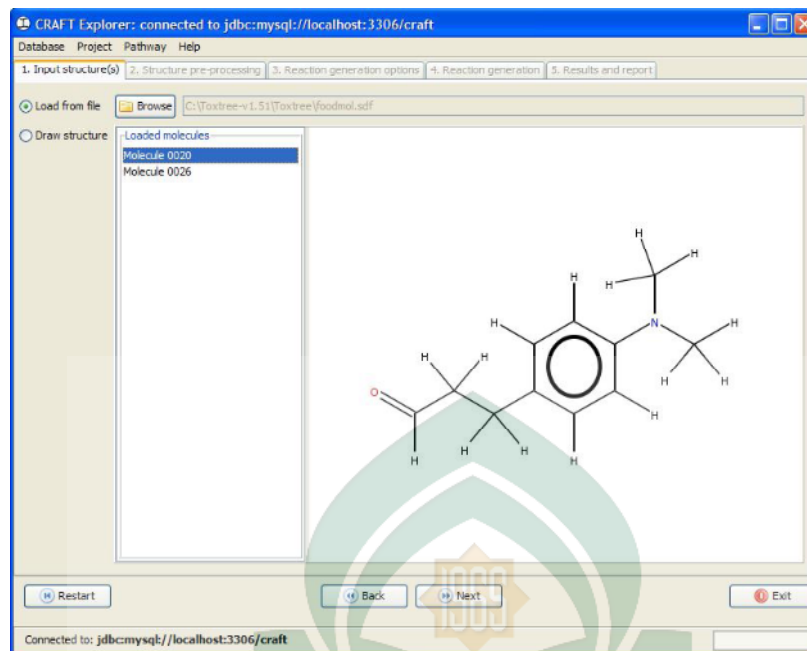 CRAFT Explorer: connected to jdbc:mysql://localhost:3306/craft
Database Project Pathway Help
1. Input structure(s) 2. Structure pre-processing 3. Reaction generation options 4. Reaction generation 5. Results and report
Load from file Browse C:\Toxtree-v1.51\Toxtree\foodmol.sdf
Draw structure Loaded molecules
Molecule 0020
Molecule 0026
H
H
H
H
H
N
H
H
H
H
O
H
H
H
H
H
H
1969
Restart Back Next Exit
Connected to: jdbc:mysql://localhost:3306/craft